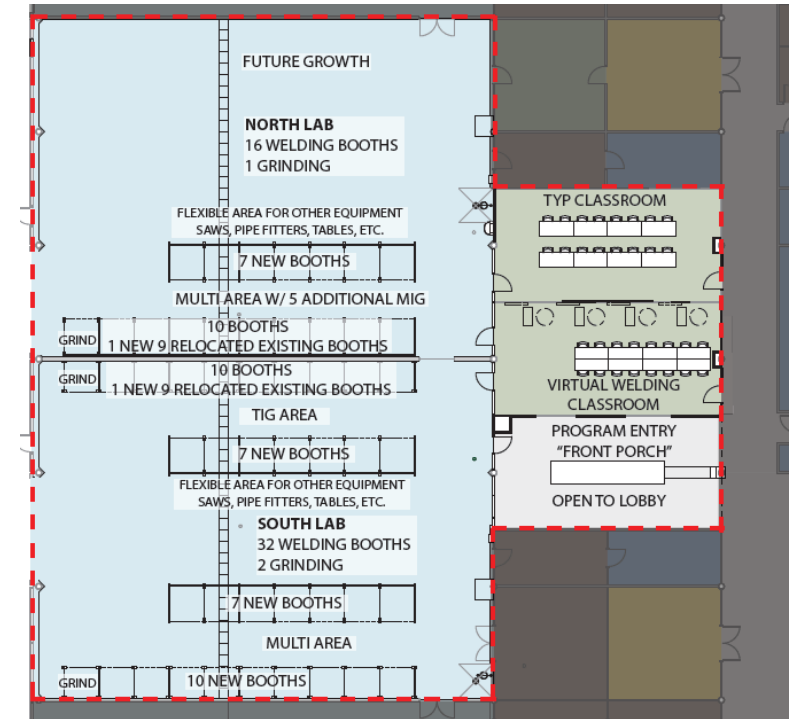 FUTURE GROWTH
NORTH LAB
16 WELDING BOOTHS
1 GRINDING
FLEXIBLE AREA FOR OTHER EQUIPMENT
SAWS, PIPE FITTERS, TABLES, ETC.
7 NEW BOOTHS
MULTI AREA W/ 5 ADDITIONAL MIG
GRIND
10 BOOTHS
1 NEW 9 RELOCATED EXISTING BOOTHS
GRIND
10 BOOTHS
1 NEW 9 RELOCATED EXISTING BOOTHS
TIG AREA
7 NEW BOOTHS
FLEXIBLE AREA FOR OTHER EQUIPMENT
SAWS, PIPE FITTERS, TABLES, ETC.
SOUTH LAB
32 WELDING BOOTHS
2 GRINDING
7 NEW BOOTHS
MULTI AREA
GRIND
10 NEW BOOTHS
TYP CLASSROOM
VIRTUAL WELDING
CLASSROOM
PROGRAM ENTRY
“FRONT PORCH”
OPEN TO LOBBY